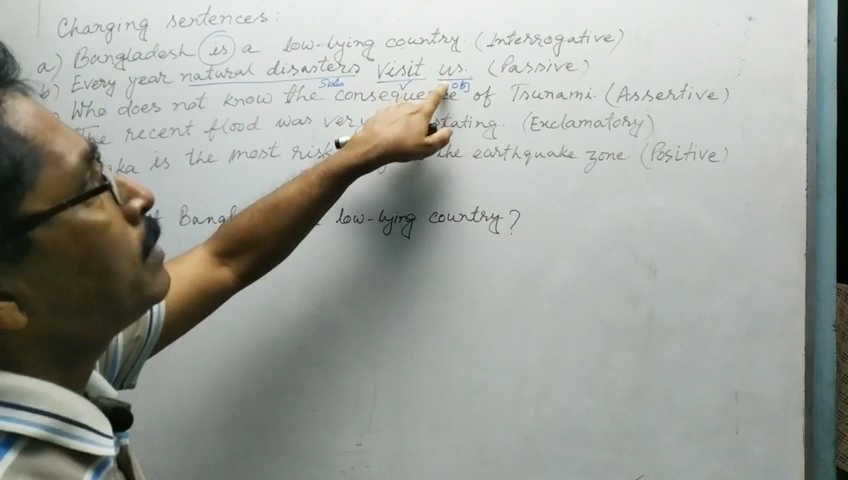 Changing sentences:
a) Bangladesh is a low-lying country. (Interrogative)
b) Every year natural disasters visit us. (Passive)
Sub V obj
Who does not know the consequence of Tsunami. (Assertive)
The recent flood was very (Exclamatory)
is the most the earthquake zone. (Positive)
low-lying country?